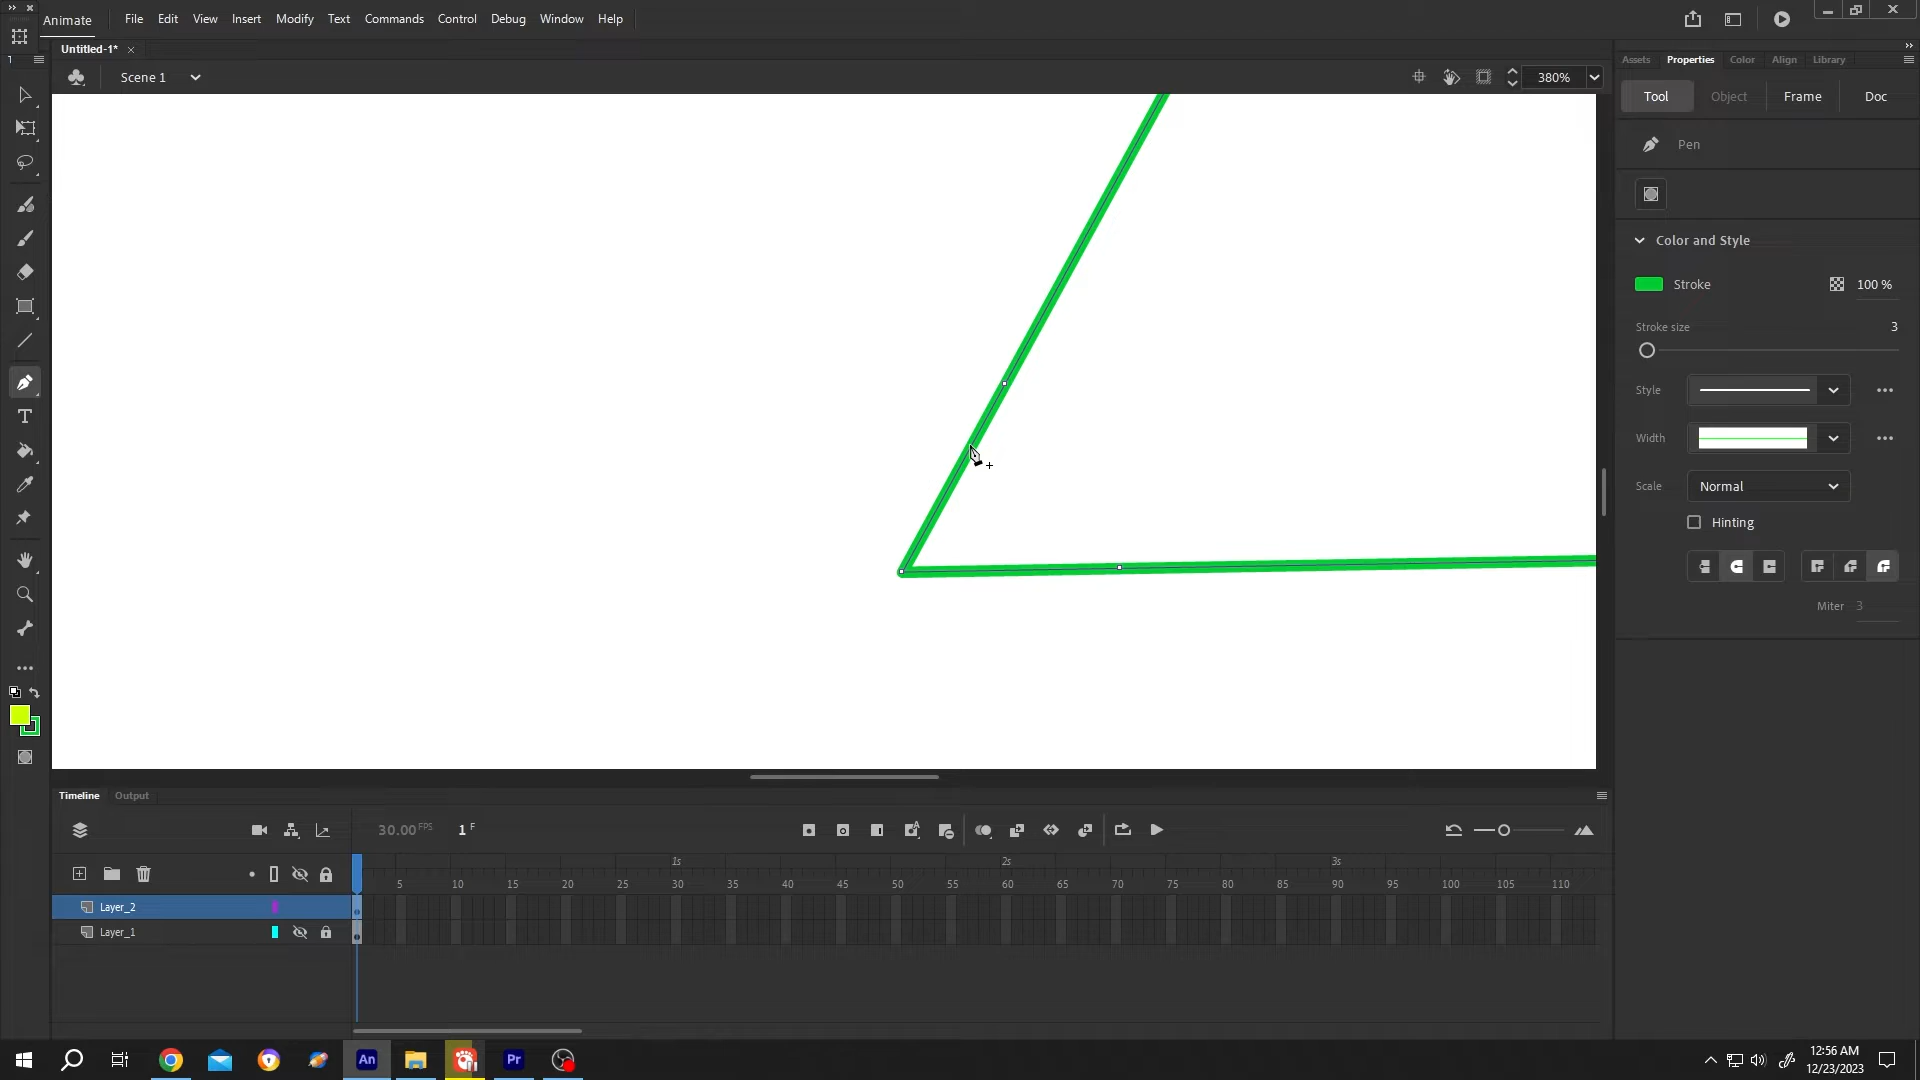 Animate File Edit View Insert Modify Text Commands Control Debug Window Help
Untitled-1*
1
Scene 1 380%
Assets Properties Color Align Library
Tool Object Frame Doc
Pen
Color and Style
Stroke 100 %
Stroke size 3
Style
Width
Scale Normal
Hinting
Miter 3
Timeline Output
30.00 FPS 1 F
1s 2s 3s
5 10 15 20 25 30 35 40 45 50 55 60 65 70 75 80 85 90 95 100 105 110
Layer_2
Layer_1
An Pr
12:56 AM
12/23/2023